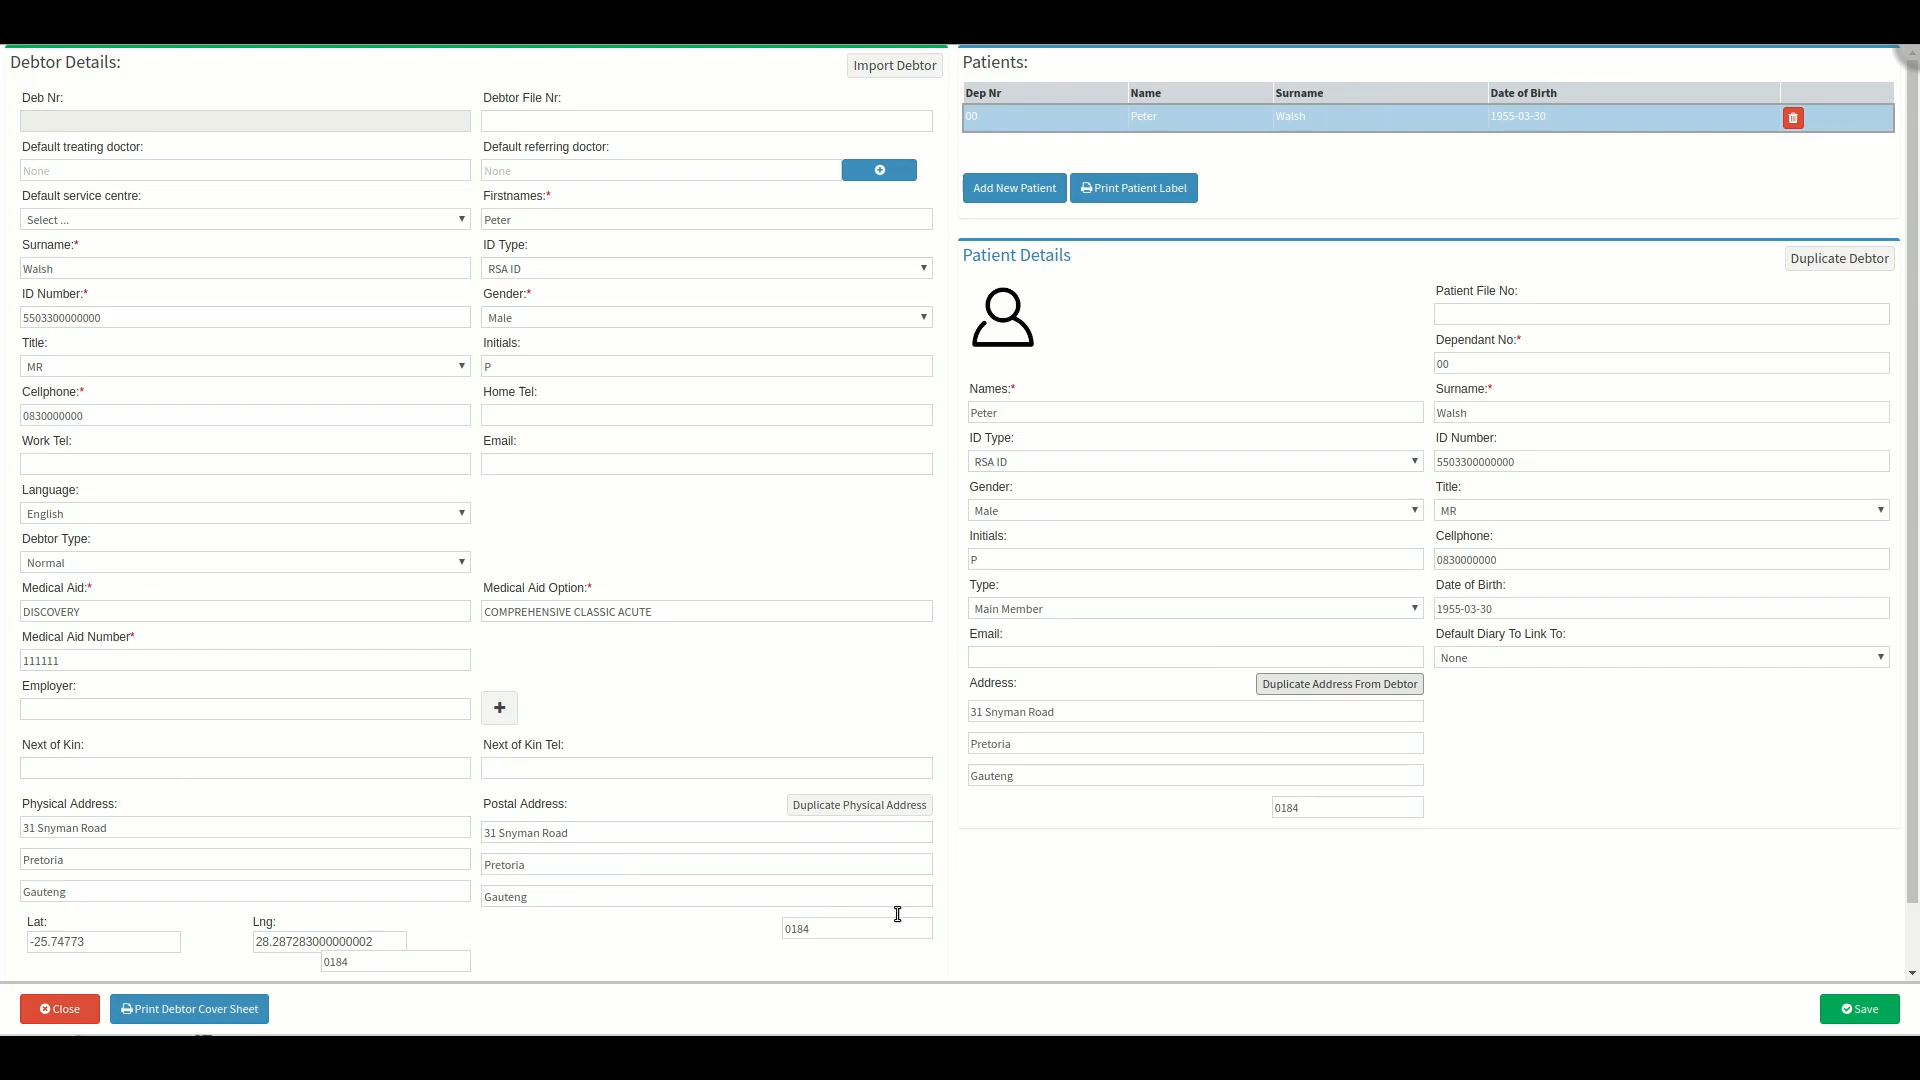 Debtor Details:
Import Debtor
Deb Nr:
Debtor File Nr:
Default treating doctor:
Default referring doctor:
None
None
Default service centre:
Firstnames:*
Select ...
Peter
Surname:*
ID Type:
Walsh
RSA ID
ID Number:*
Gender:*
5503300000000
Male
Title:
Initials:
MR
P
Cellphone:*
Home Tel:
0830000000
Work Tel:
Email:
Language:
English
Debtor Type:
Normal
Medical Aid:*
Medical Aid Option:*
DISCOVERY
COMPREHENSIVE CLASSIC ACUTE
Medical Aid Number*
111111
Employer:
Next of Kin:
Next of Kin Tel:
Physical Address:
Postal Address:
Duplicate Physical Address
31 Snyman Road
31 Snyman Road
Pretoria
Pretoria
Gauteng
Gauteng
Lat:
Lng:
0184
-25.74773
28.287283000000002
0184
Patients:
Dep Nr Name Surname Date of Birth
00 Peter Walsh 1955-03-30
Add New Patient
Print Patient Label
Patient Details
Duplicate Debtor
Patient File No:
Dependant No:*
00
Names:*
Surname:*
Peter
Walsh
ID Type:
ID Number:
RSA ID
5503300000000
Gender:
Title:
Male
MR
Initials:
Cellphone:
P
0830000000
Type:
Date of Birth:
Main Member
1955-03-30
Email:
Default Diary To Link To:
None
Address:
Duplicate Address From Debtor
31 Snyman Road
Pretoria
Gauteng
0184
Close
Print Debtor Cover Sheet
Save